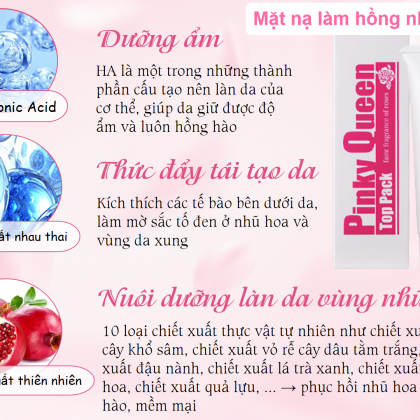 Mặt nạ làm hồng
Dưỡng ẩm
HA là một trong những thành
phần cấu tạo nên làn da của
cơ thể, giúp da giữ được độ
ẩm và luôn hồng hào
onic Acid
Thức đẩy tái tạo da
Kích thích các tế bào bên dưới da,
làm mờ sắc tố đen ở nhũ hoa và
vùng da xung
nhau thai
Pinky Queen
Top Pack
faint fragrance of roses
Nuôi dưỡng làn da vùng nhũ
10 loại chiết xuất thực vật tự nhiên như chiết
cây khổ sâm, chiết xuất vỏ rễ cây dâu tằm trắng,
xuất đậu nành, chiết xuất lá trà xanh, chiết xuất
hoa, chiết xuất quả lựu, ... → phục hồi nhũ hoa
hào, mềm mại
thiên nhiên